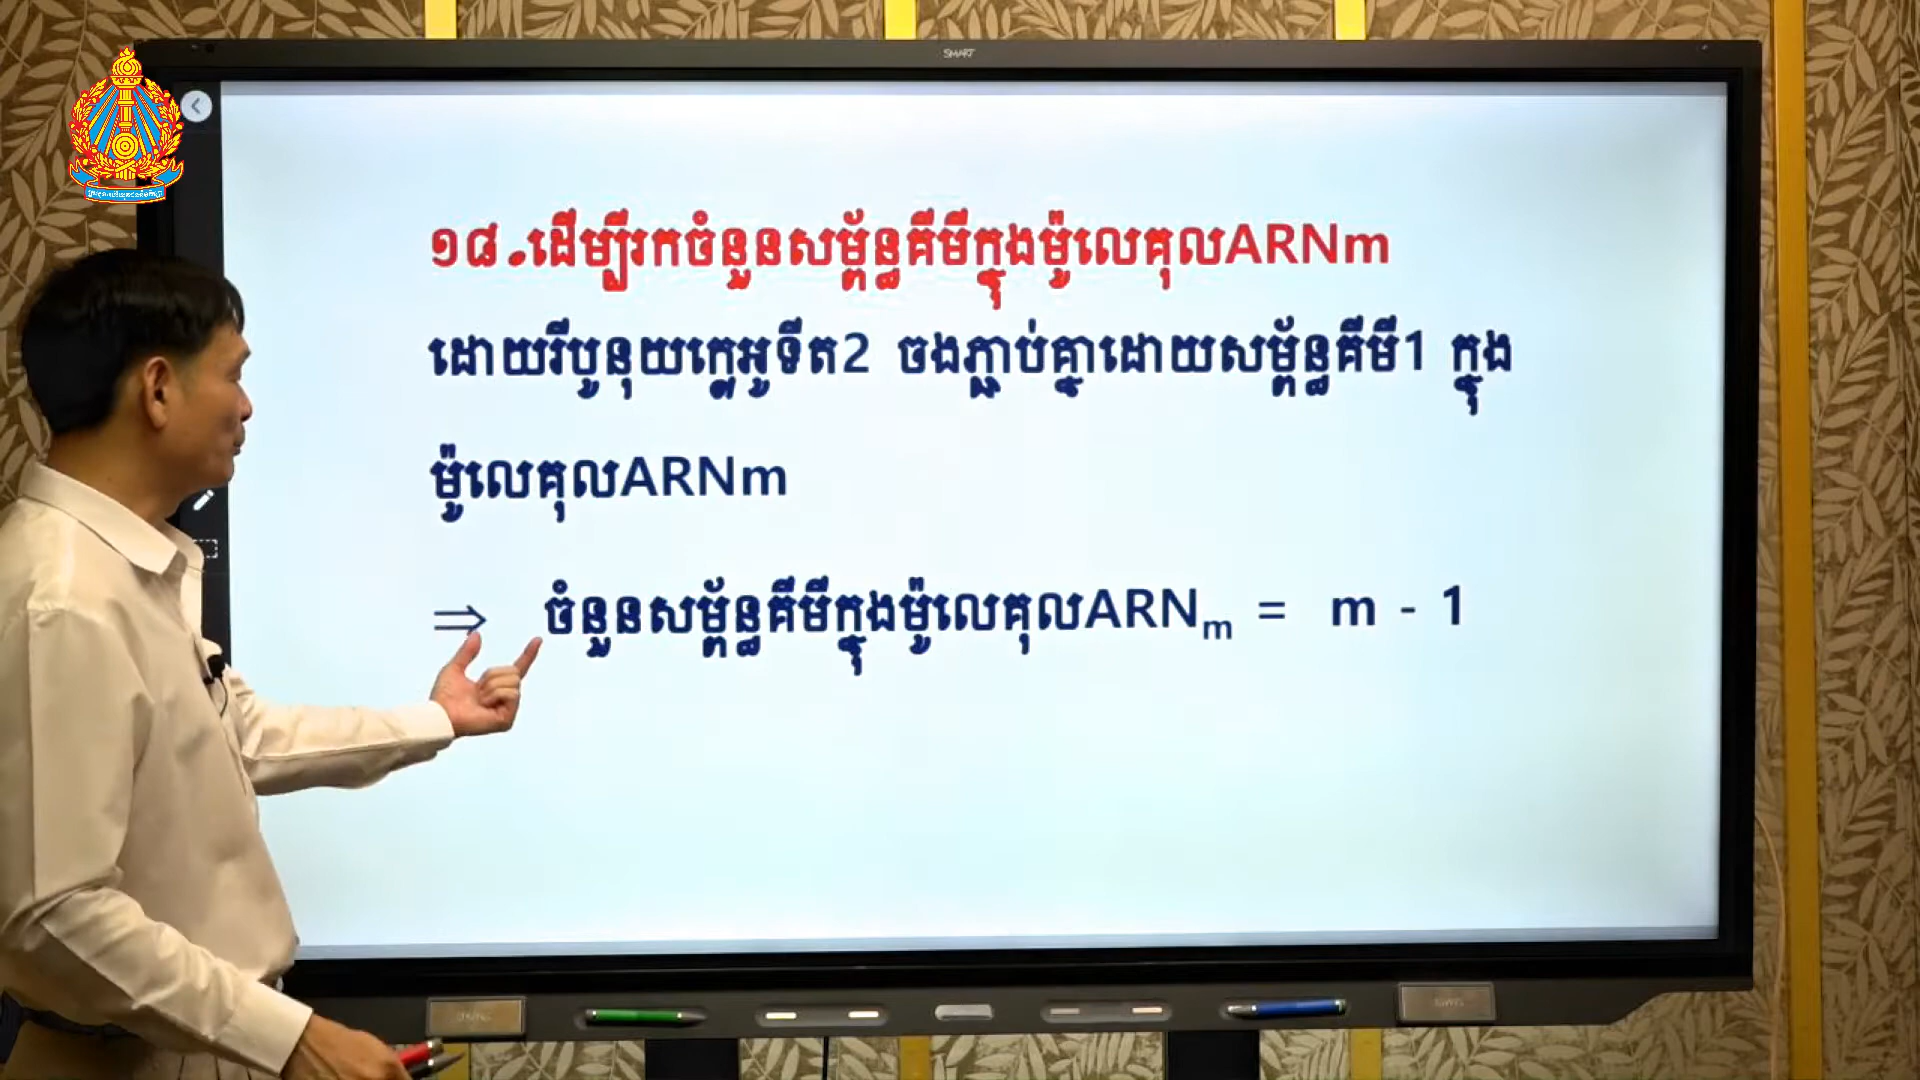 SMART
១៨.ដើម្បីរកចំនួនសម្ព័ន្ធគីមីក្នុងម៉ូលេគុលARNm
ដោយរីបូនុយក្លេអូទីត2 ចងភ្ជាប់គ្នាដោយសម្ព័ន្ធគីមី1 ក្នុង
ម៉ូលេគុលARNm
⇒ ចំនួនសម្ព័ន្ធគីមីក្នុងម៉ូលេគុលARNm = m - 1